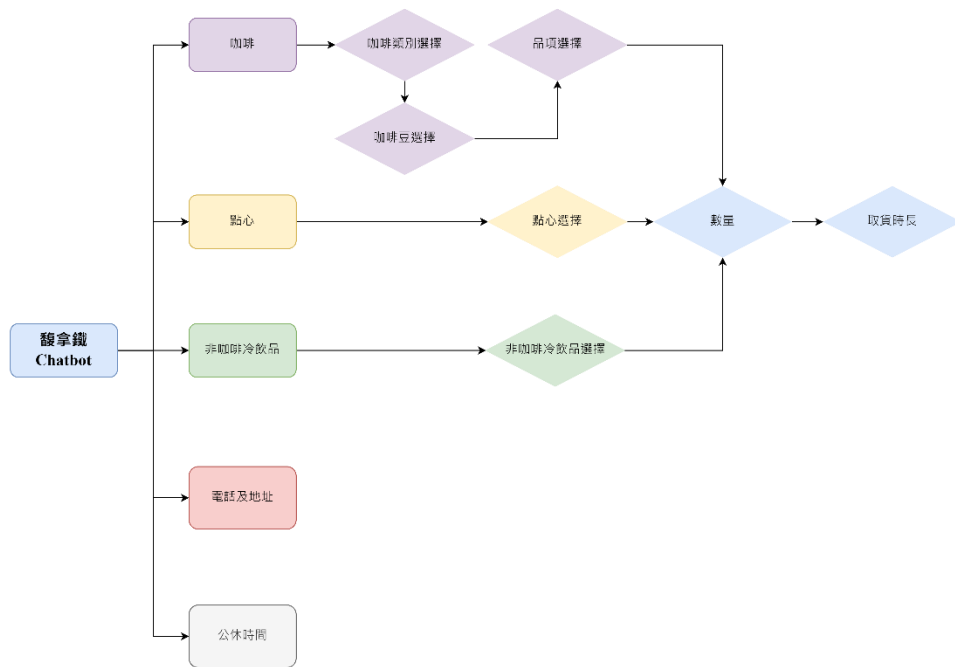 咖啡
咖啡類別選擇
品項選擇
咖啡豆選擇
點心
點心選擇
數量
取貨時長
馥拿鐵
Chatbot
非咖啡冷飲品
非咖啡冷飲品選擇
電話及地址
公休時間